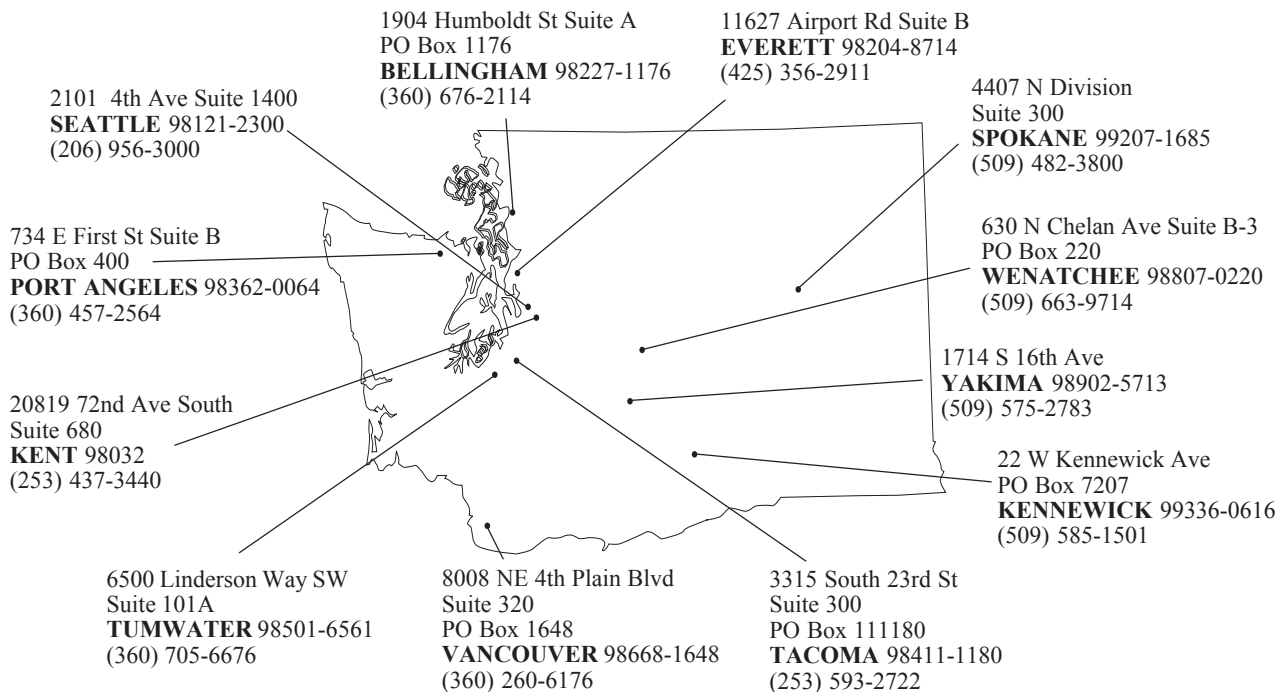 1904 Humboldt St Suite A
PO Box 1176
BELLINGHAM 98227-1176
(360) 676-2114
11627 Airport Rd Suite B
EVERETT 98204-8714
(425) 356-2911
2101 4th Ave Suite 1400
SEATTLE 98121-2300
(206) 956-3000
4407 N Division
Suite 300
SPOKANE 99207-1685
(509) 482-3800
734 E First St Suite B
PO Box 400
PORT ANGELES 98362-0064
(360) 457-2564
630 N Chelan Ave Suite B-3
PO Box 220
WENATCHEE 98807-0220
(509) 663-9714
1714 S 16th Ave
YAKIMA 98902-5713
(509) 575-2783
20819 72nd Ave South
Suite 680
KENT 98032
(253) 437-3440
22 W Kennewick Ave
PO Box 7207
KENNEWICK 99336-0616
(509) 585-1501
6500 Linderson Way SW
Suite 101A
TUMWATER 98501-6561
(360) 705-6676
8008 NE 4th Plain Blvd
Suite 320
PO Box 1648
VANCOUVER 98668-1648
(360) 260-6176
3315 South 23rd St
Suite 300
PO Box 111180
TACOMA 98411-1180
(253) 593-2722